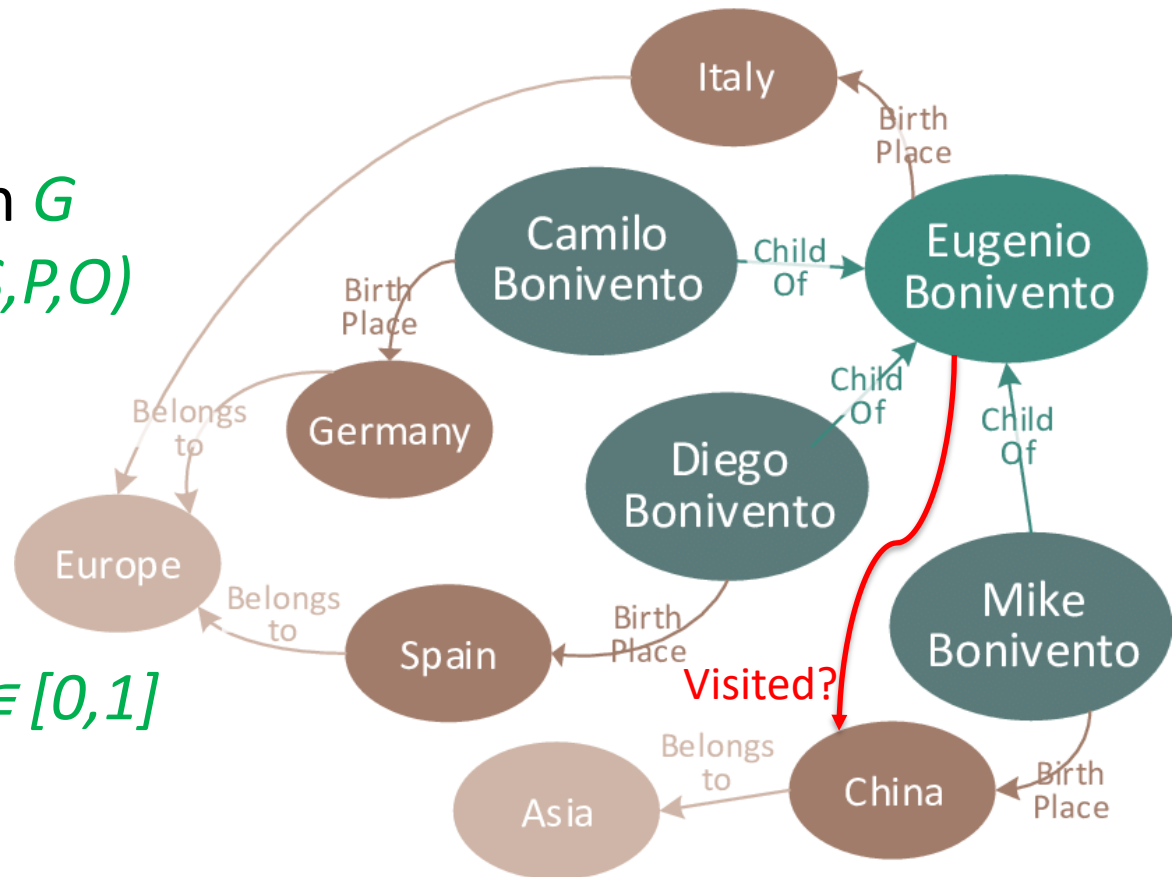 Italy
Birth
Place
n G
S,P,O)
Camilo
Bonivento
Child
Of
Eugenio
Bonivento
Birth
Place
Child
Of
Belongs
to
Germany
Child
Of
Diego
Bonivento
Europe
Belongs
to
Spain
Birth
Place
Mike
Bonivento
∈ [0,1]
Visited?
Belongs
to
Asia
China
Birth
Place